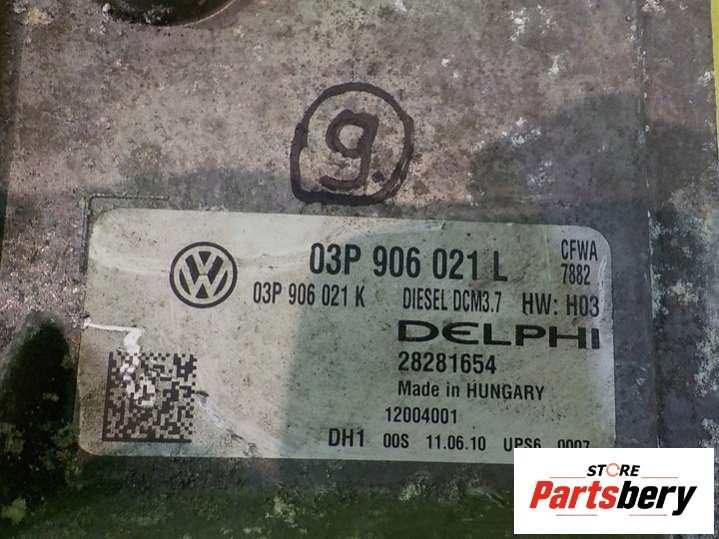 g.
03P 906 021 L
CFWA
7882
03P 906 021 K DIESEL DCM3.7 HW: H03
DELPHI
28281654
Made in HUNGARY
12004001
DH1 00S 11.06.10 UPS6 0007
STORE
Partsbery